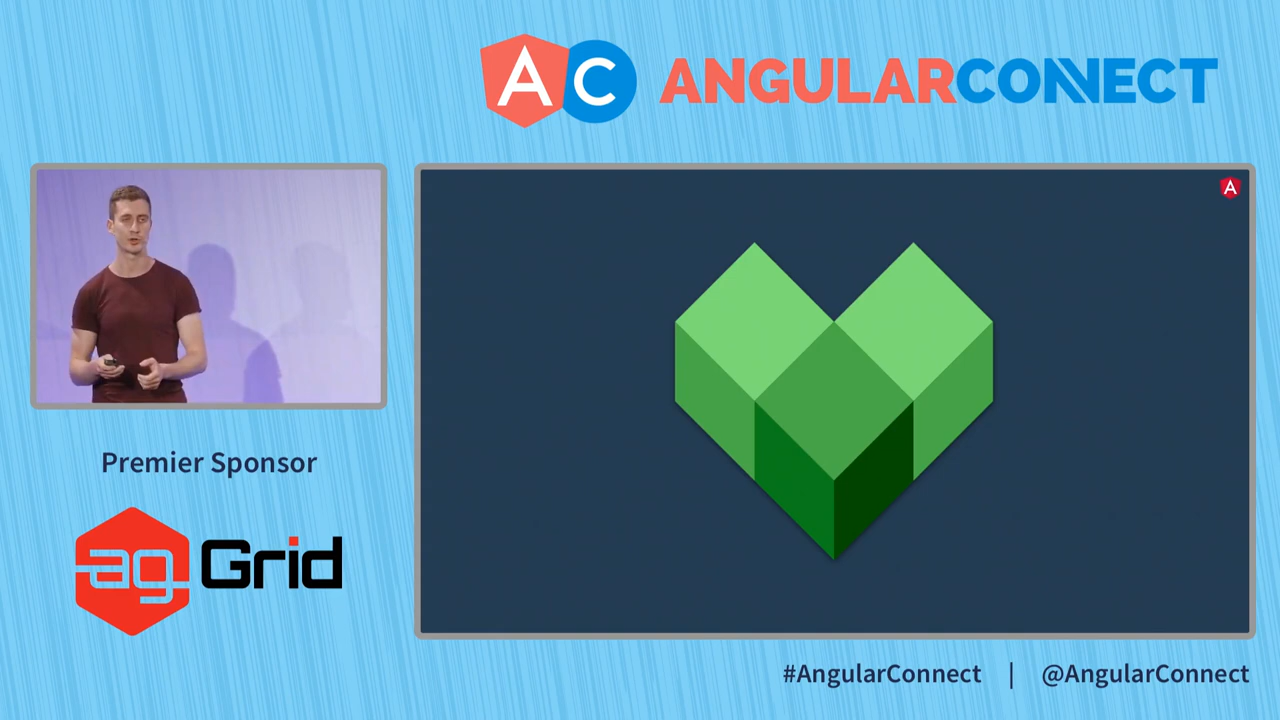 AC ANGULARCONNECT
A
Premier Sponsor
ag Grid
#AngularConnect | @AngularConnect